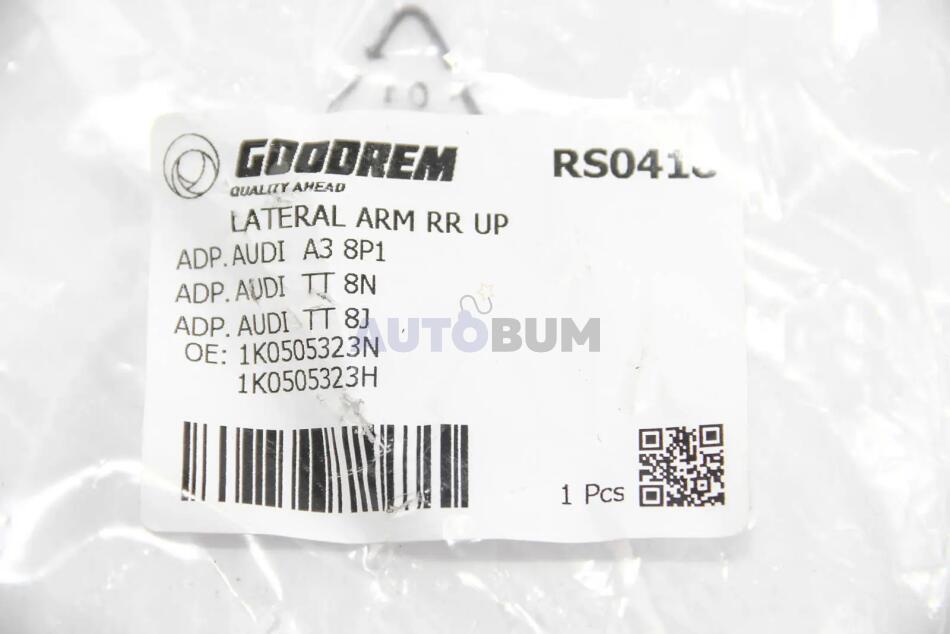 GOODREM
QUALITY AHEAD
LATERAL ARM RR UP
ADP. AUDI A3 8P1
ADP. AUDI TT 8N
ADP. AUDI TT 8J
OE: 1K0505323N
1K0505323H
1 Pcs
AUTOBUM